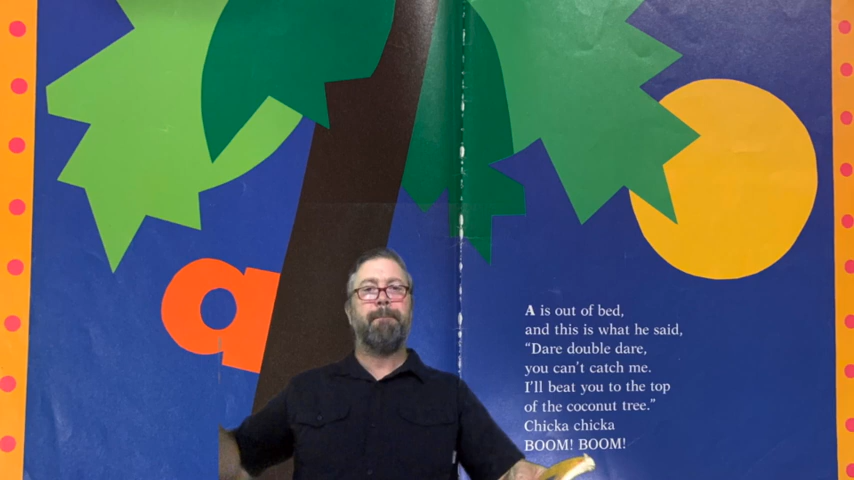 a
A is out of bed,
and this is what he said,
“Dare double dare,
you can’t catch me.
I’ll beat you to the top
of the coconut tree.”
Chicka chicka
BOOM! BOOM!